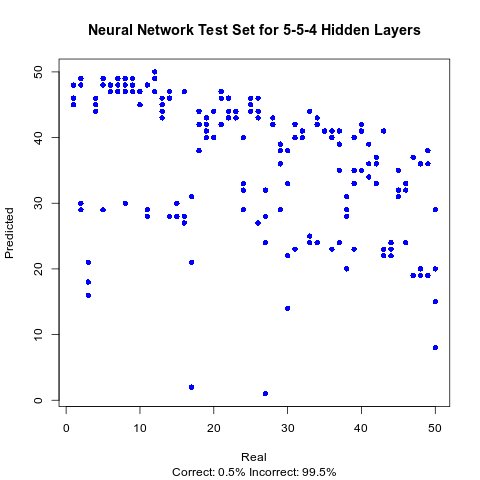 Neural Network Test Set for 5-5-4 Hidden Layers
Predicted
50
40
30
20
10
0
0 10 20 30 40 50
Real
Correct: 0.5% Incorrect: 99.5%